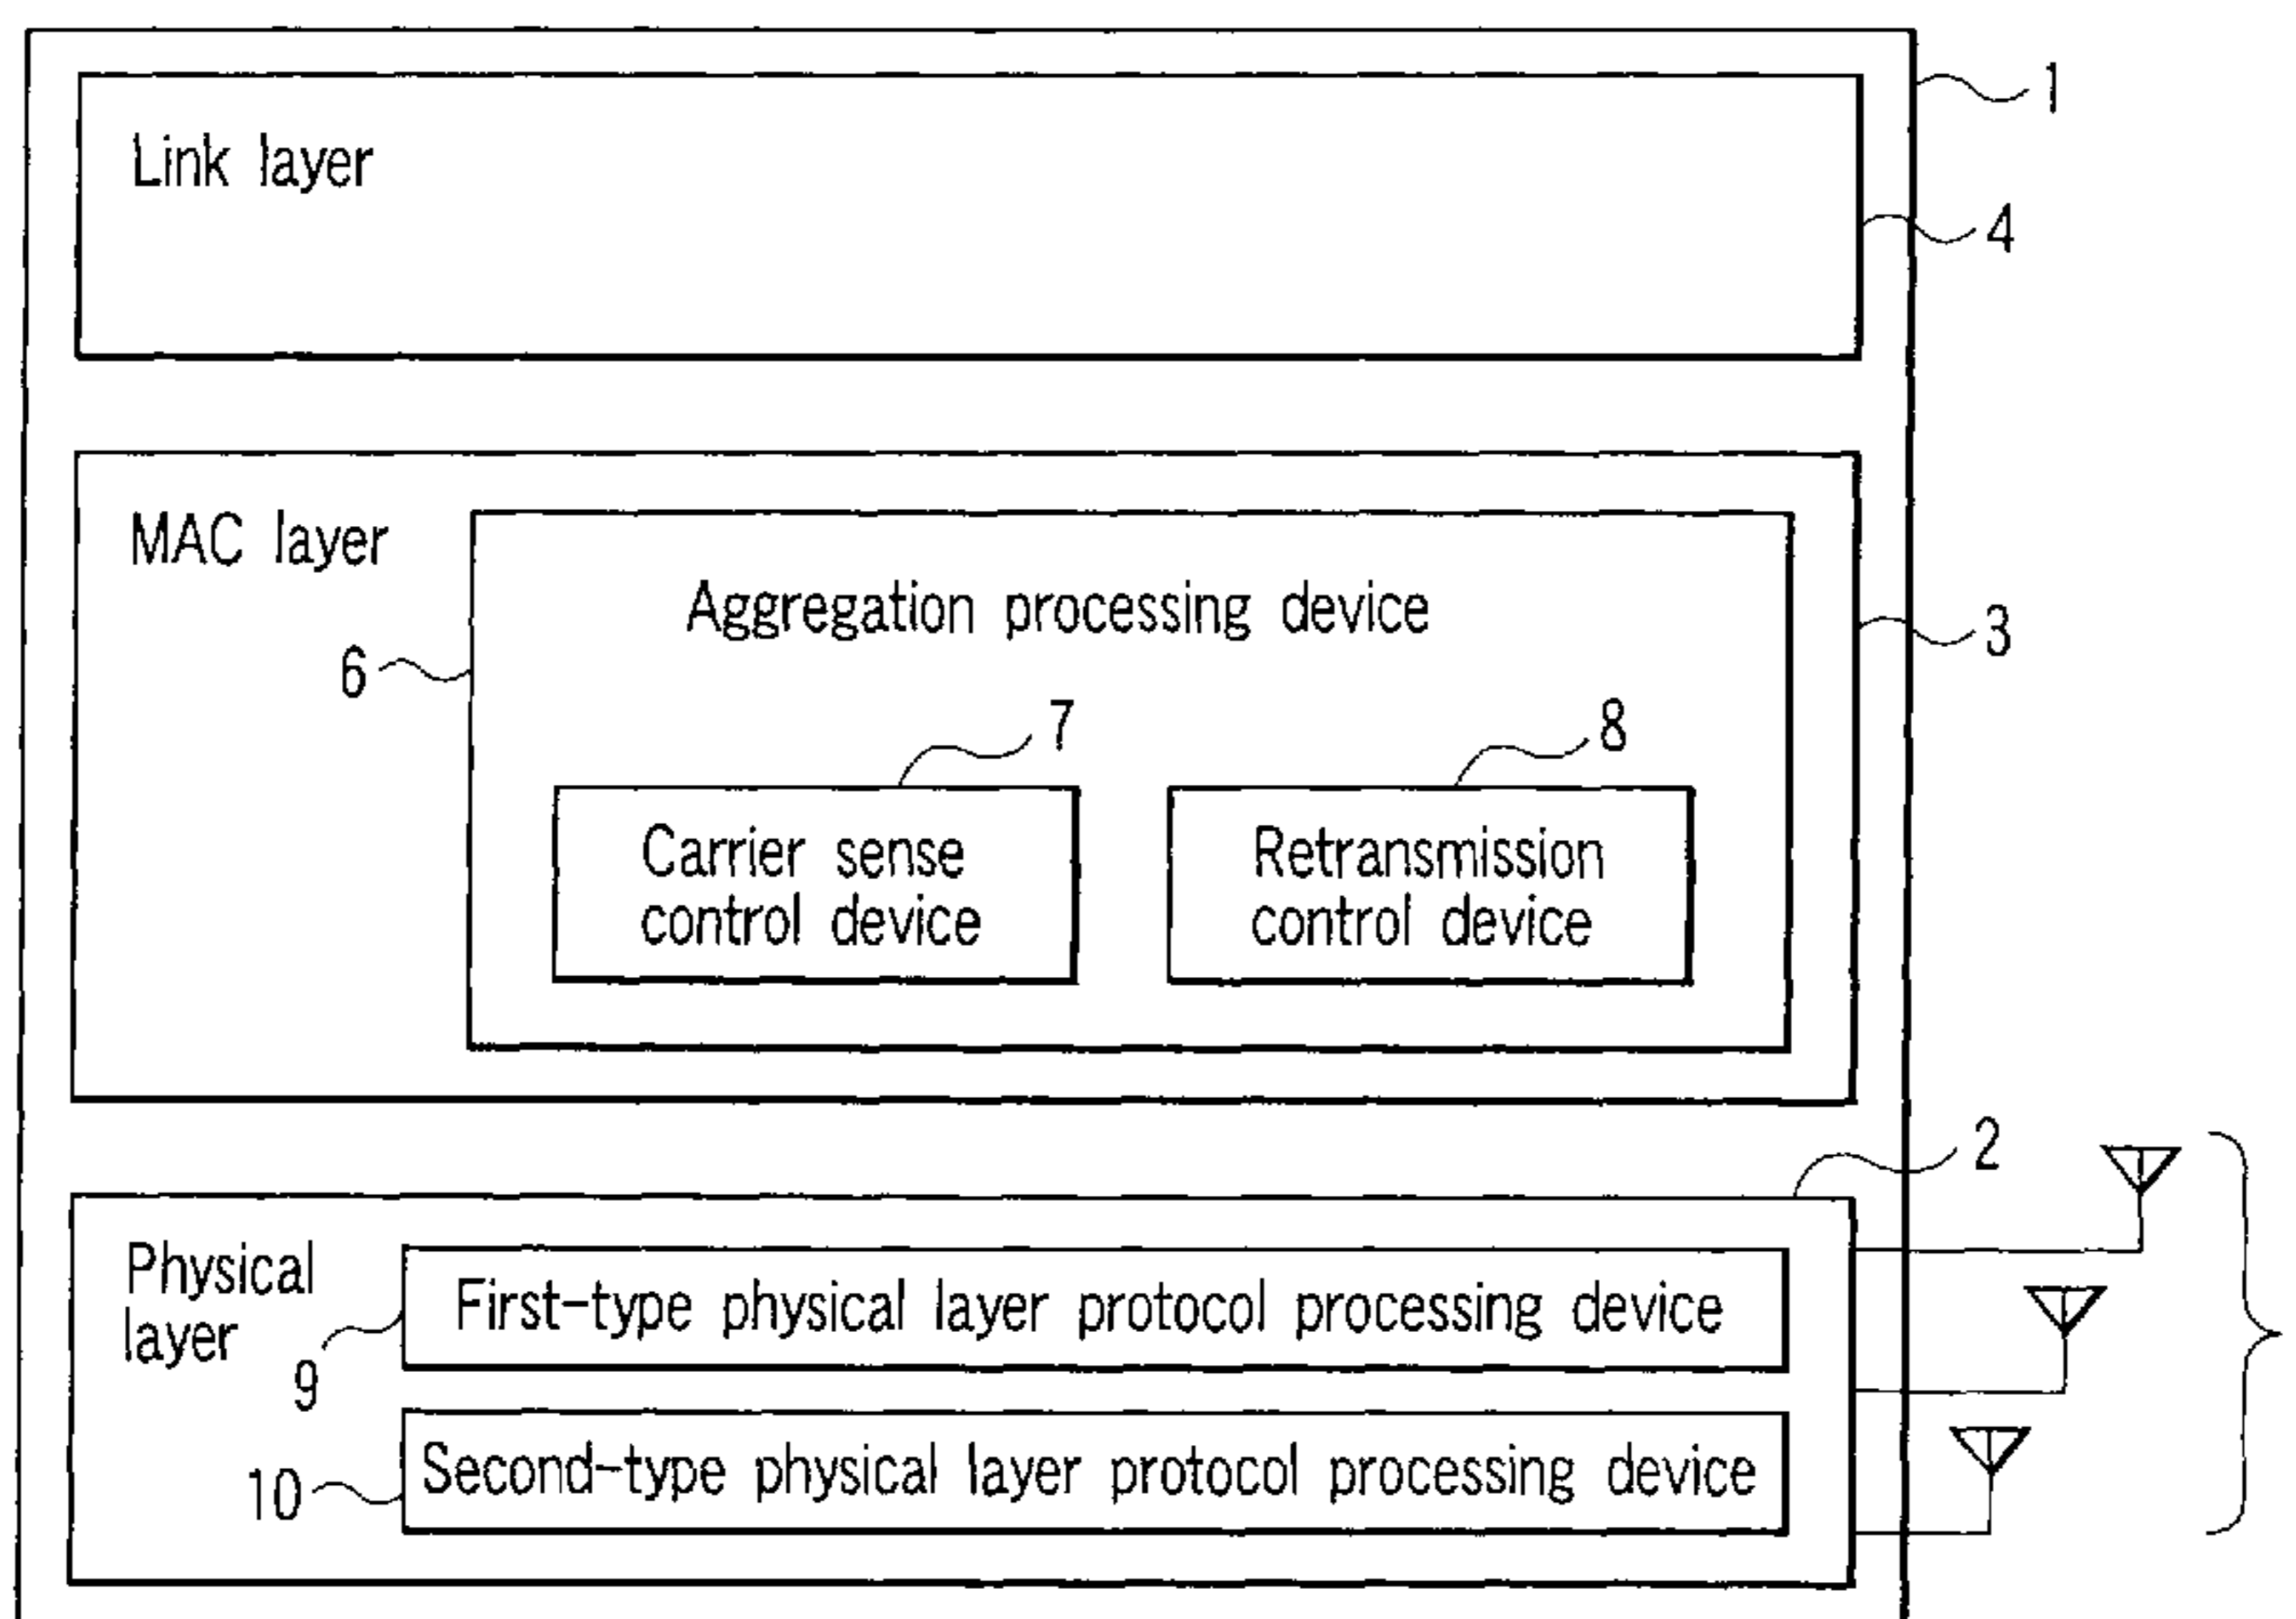 1
Link layer
4
MAC layer
Aggregation processing device
3
6
7
8
Carrier sense
control device
Retransmission
control device
2
Physical
layer
First-type physical layer protocol processing device
9
Second-type physical layer protocol processing device
10